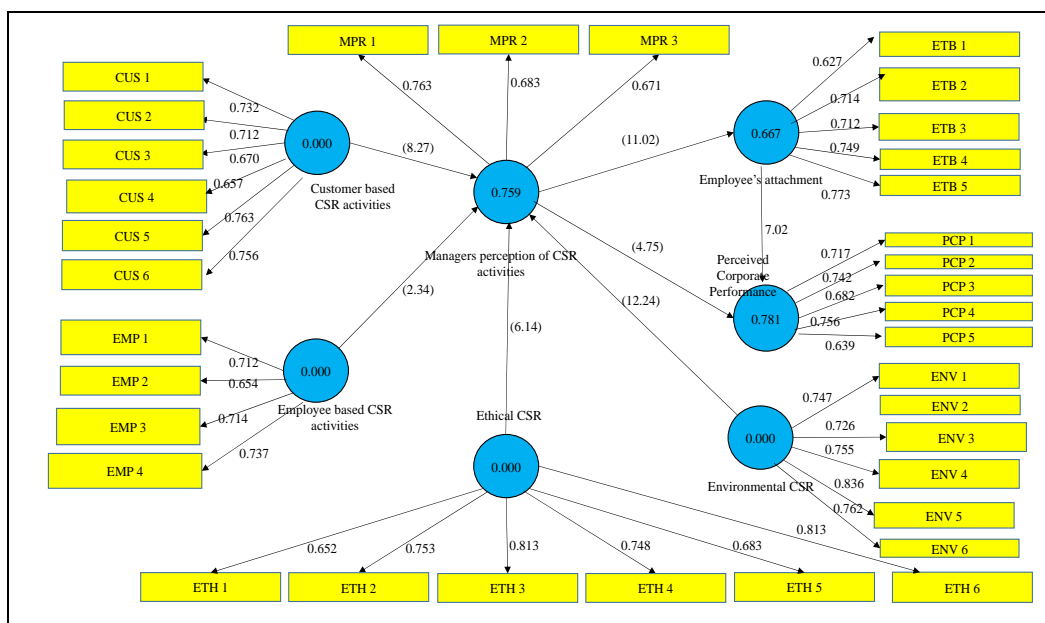 MPR 1
MPR 2
MPR 3
0.763
0.683
0.671
CUS 1
CUS 2
CUS 3
CUS 4
CUS 5
CUS 6
0.732
0.712
0.670
0.657
0.763
0.756
0.000
Customer based
CSR activities
(8.27)
0.759
Managers perception of CSR
activities
(11.02)
0.667
Employee's attachment
0.627
0.714
0.712
0.749
0.773
ETB 1
ETB 2
ETB 3
ETB 4
ETB 5
7.02
(4.75)
Perceived
Corporate
Performance
0.781
0.717
0.742
0.682
0.756
0.639
PCP 1
PCP 2
PCP 3
PCP 4
PCP 5
(2.34)
(6.14)
(12.24)
EMP 1
EMP 2
EMP 3
EMP 4
0.712
0.654
0.714
0.737
0.000
Employee based CSR
activities
Ethical CSR
0.000
0.000
Environmental CSR
0.747
0.726
0.755
0.836
0.762
ENV 1
ENV 2
ENV 3
ENV 4
ENV 5
ENV 6
0.652
0.753
0.813
0.748
0.683
0.813
ETH 1
ETH 2
ETH 3
ETH 4
ETH 5
ETH 6